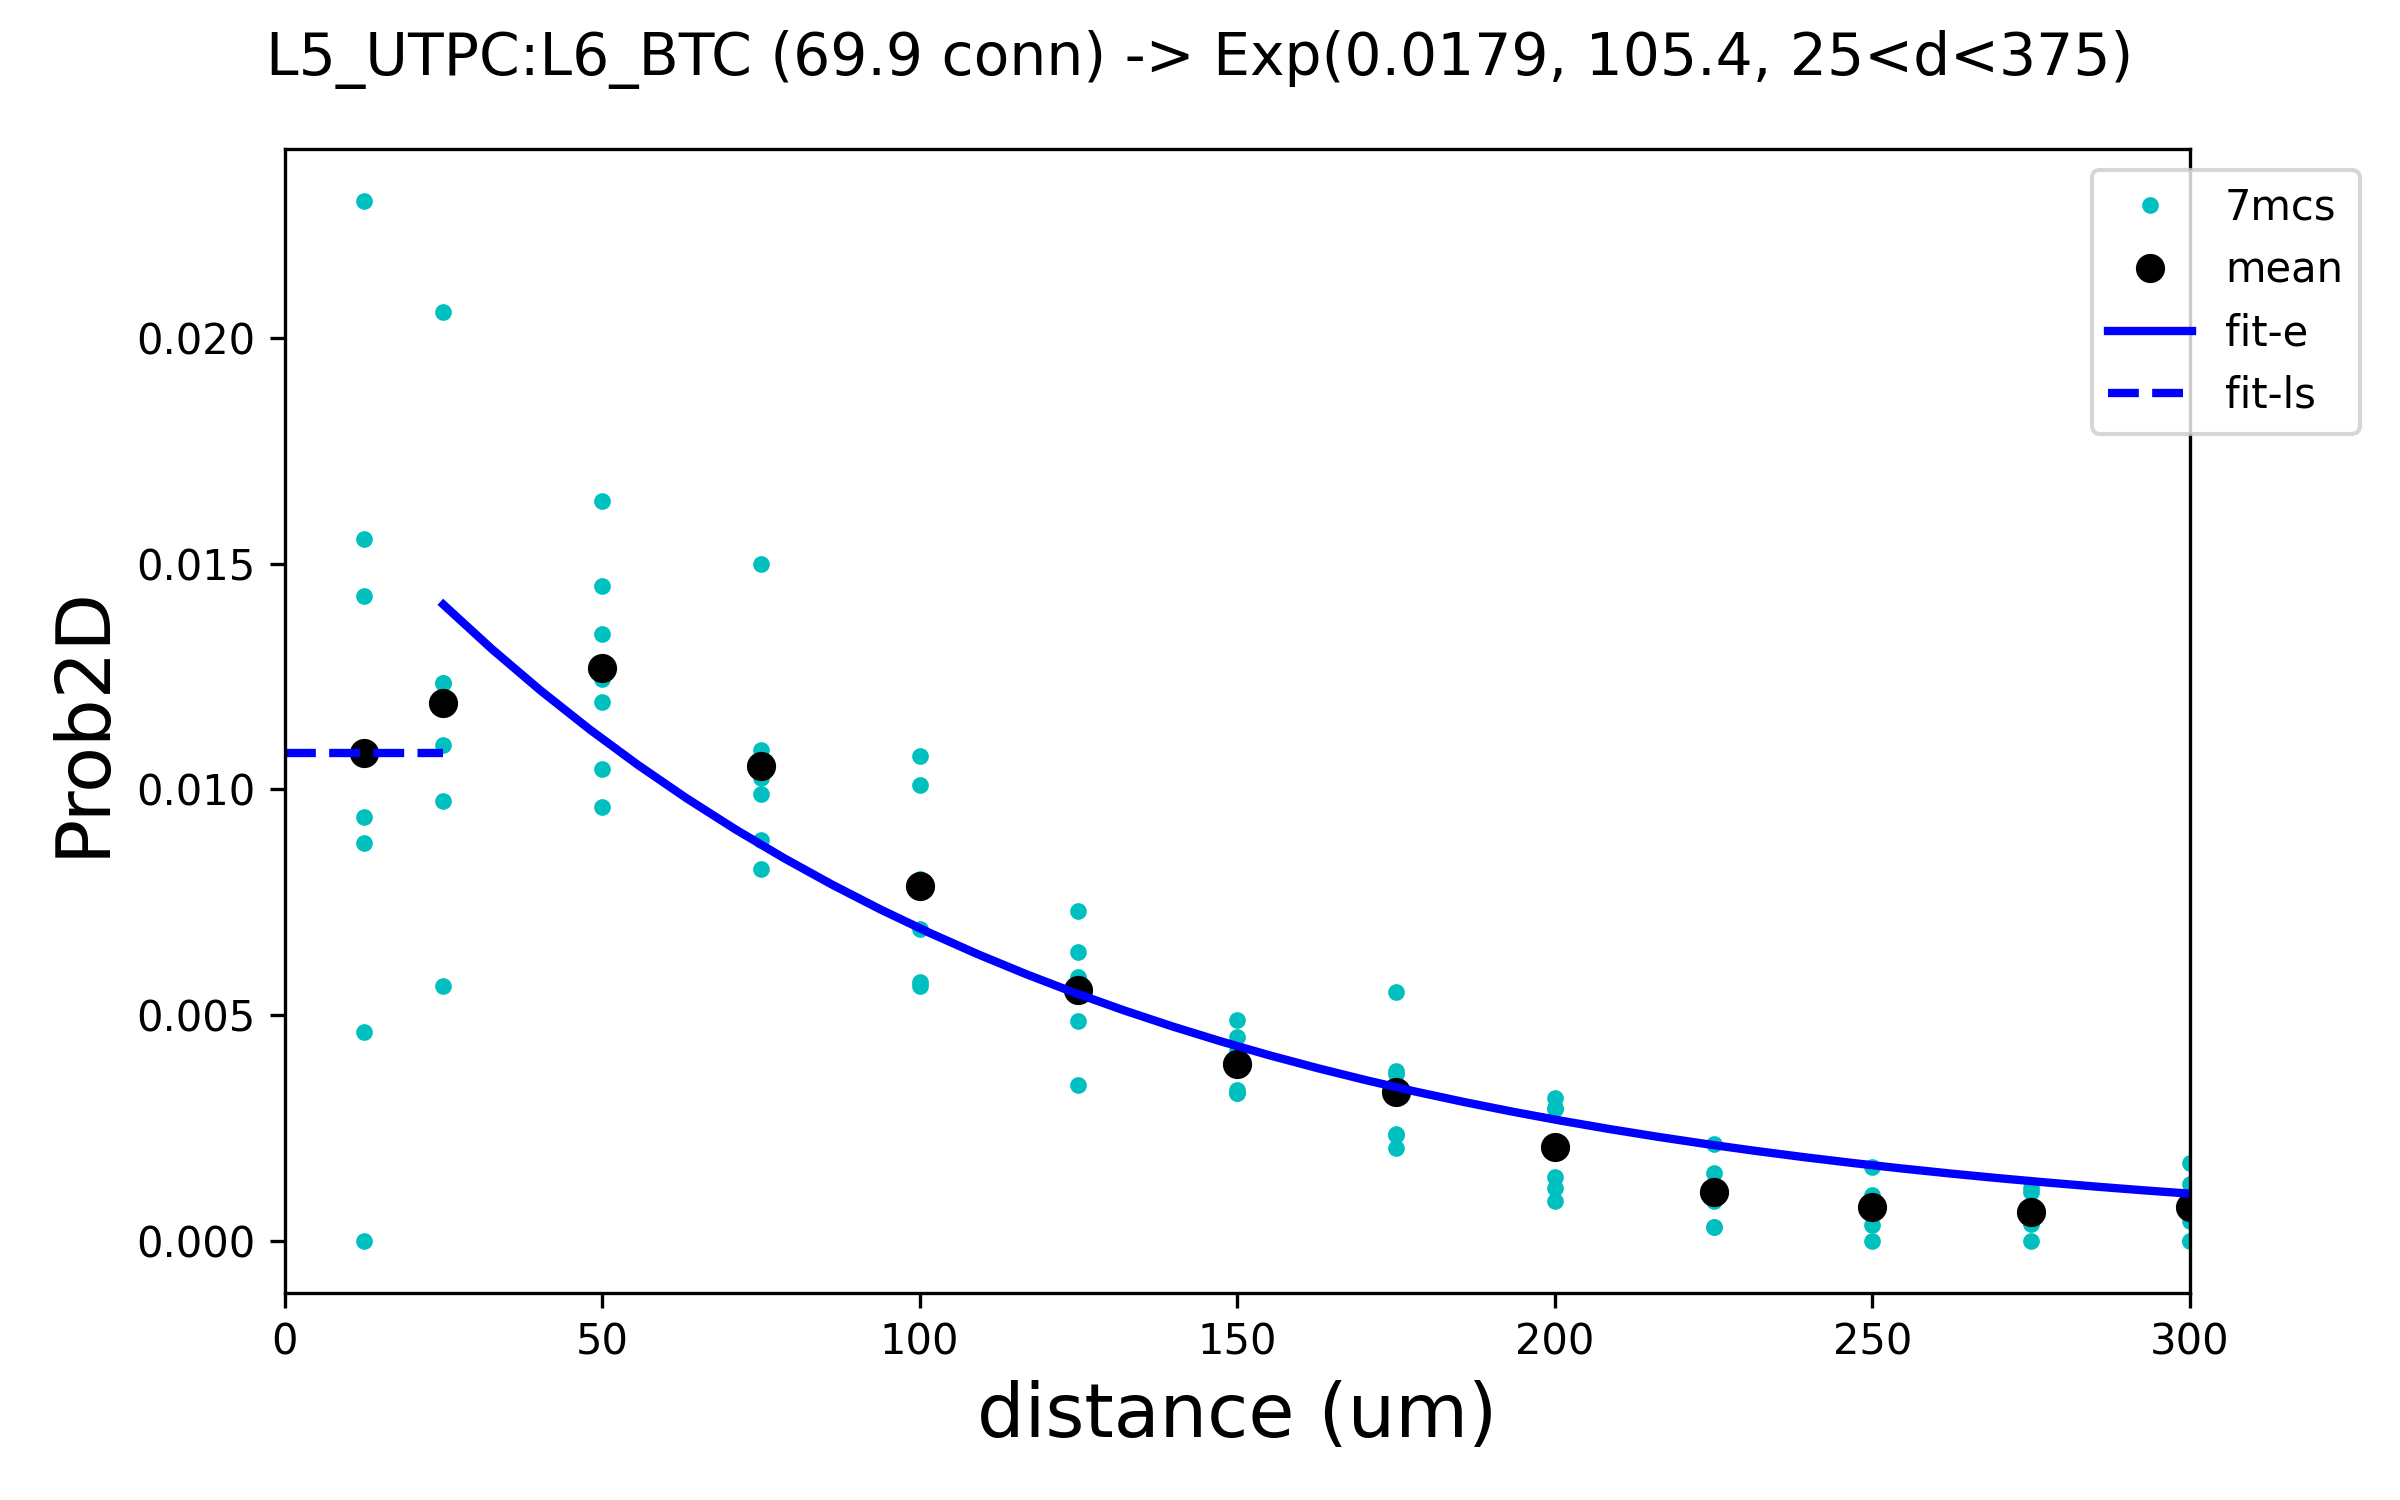 L5_UTPC:L6_BTC (69.9 conn) -> Exp(0.0179, 105.4, 25<d<375)
7mcs
mean
fit-e
fit-ls
0.020
0.015
0.010
0.005
0.000
Prob2D
0 50 100 150 200 250 300
distance (um)